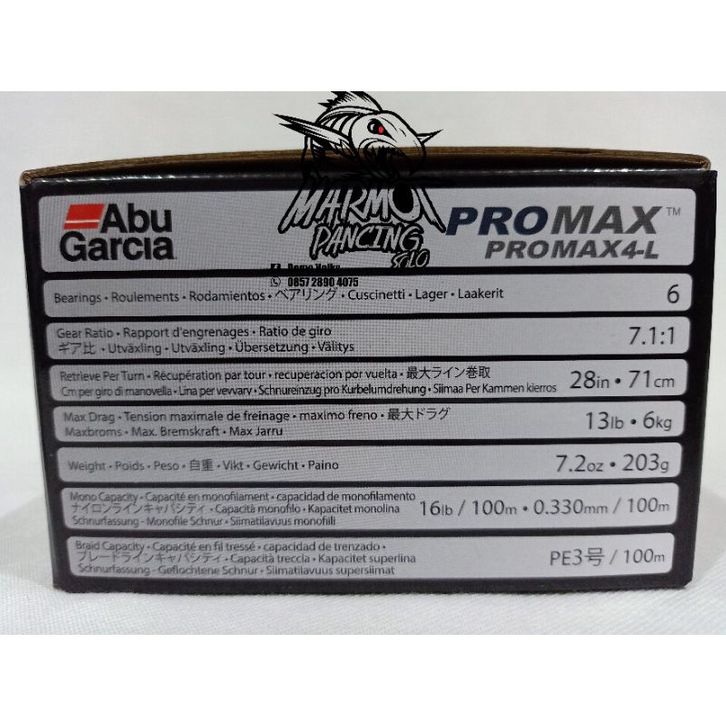 MARMOI
PANCING
SOLO
0857 2890 4075
Abu
Garcia
PROMAX™
PROMAX4-L
Bearings • Roulements • Rodamientos • ベアリング • Cuscinetti • Lager • Laakerit
6
Gear Ratio • Rapport d'engrenages • Ratio de giro
ギア比 • Utväxling • Utväxling • Übersetzung • Välitys
7.1:1
Retrieve Per Turn • Récupération par tour • recuperacion por vuelta • 最大ライン巻取
Cm per giro di manovella • Lina per vevvarv • Schnureinzug pro Kurbelumdrehung • Siimaa Per Kammen kierros
28in • 71cm
Max Drag • Tension maximale de freinage • maximo freno • 最大ドラグ
Maxbroms • Max. Bremskraft • Max Jarru
13lb • 6kg
Weight • Poids • Peso • 自重 • Vikt • Gewicht • Paino
7.2oz • 203g
Mono Capacity • Capacité en monofilament • capacidad de monofilamento
ナイロンラインキャパシティ • Capacità monofilo • Kapacitet monolina
Schnurfassung - Monofile Schnur • Siimatilavuus monofiili
16lb / 100m • 0.330mm / 100m
Braid Capacity • Capacité en fil tressé • capacidad de trenzado •
ブレードラインキャパシティ • Capacità treccia • Kapacitet superlina
Schnurfassung - Geflochtene Schnur • Siimatilavuus supersiimat
PE3号 / 100m